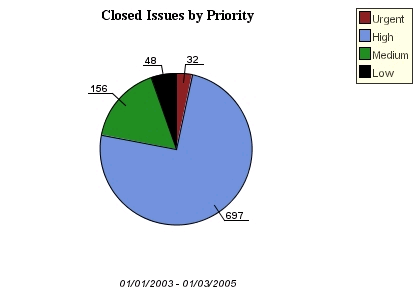 Closed Issues by Priority
Urgent
High
Medium
Low
48
32
156
697
01/01/2003 - 01/03/2005